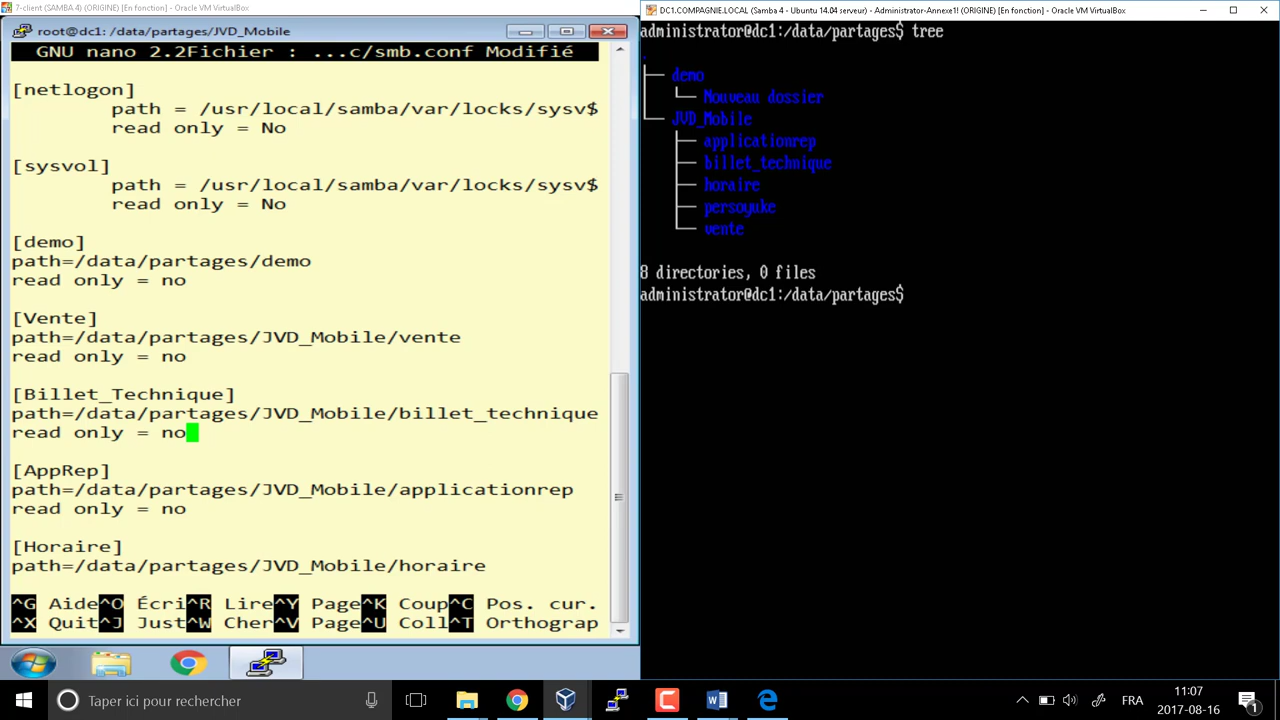 7-client (SAMBA 4) (ORIGINE) [En fonction] - Oracle VM VirtualBox
root@dc1: /data/partages/JVD_Mobile
GNU nano 2.2Fichier : ...c/smb.conf Modifié
[netlogon]
path = /usr/local/samba/var/locks/sysv$
read only = No
[sysvol]
path = /usr/local/samba/var/locks/sysv$
read only = No
[demo]
path=/data/partages/demo
read only = no
[Vente]
path=/data/partages/JVD_Mobile/vente
read only = no
[Billet_Technique]
path=/data/partages/JVD_Mobile/billet_technique
read only = no
[AppRep]
path=/data/partages/JVD_Mobile/applicationrep
read only = no
[Horaire]
path=/data/partages/JVD_Mobile/horaire
^G Aide^O Écri^R Lire^Y Page^K Coup^C Pos. cur.
^X Quit^J Just^W Cher^V Page^U Coll^T Orthograp
DC1.COMPAGNIE.LOCAL (Samba 4 - Ubuntu 14.04 serveur) - Administrator-Annexe1! (ORIGINE) [En fonction] - Oracle VM VirtualBox
administrator@dc1:/data/partages$ tree
.
├── demo
│   └── Nouveau dossier
└── JVD_Mobile
├── applicationrep
├── billet_technique
├── horaire
├── persoyuke
└── vente
8 directories, 0 files
administrator@dc1:/data/partages$
Taper ici pour rechercher
FRA
11:07
2017-08-16
1